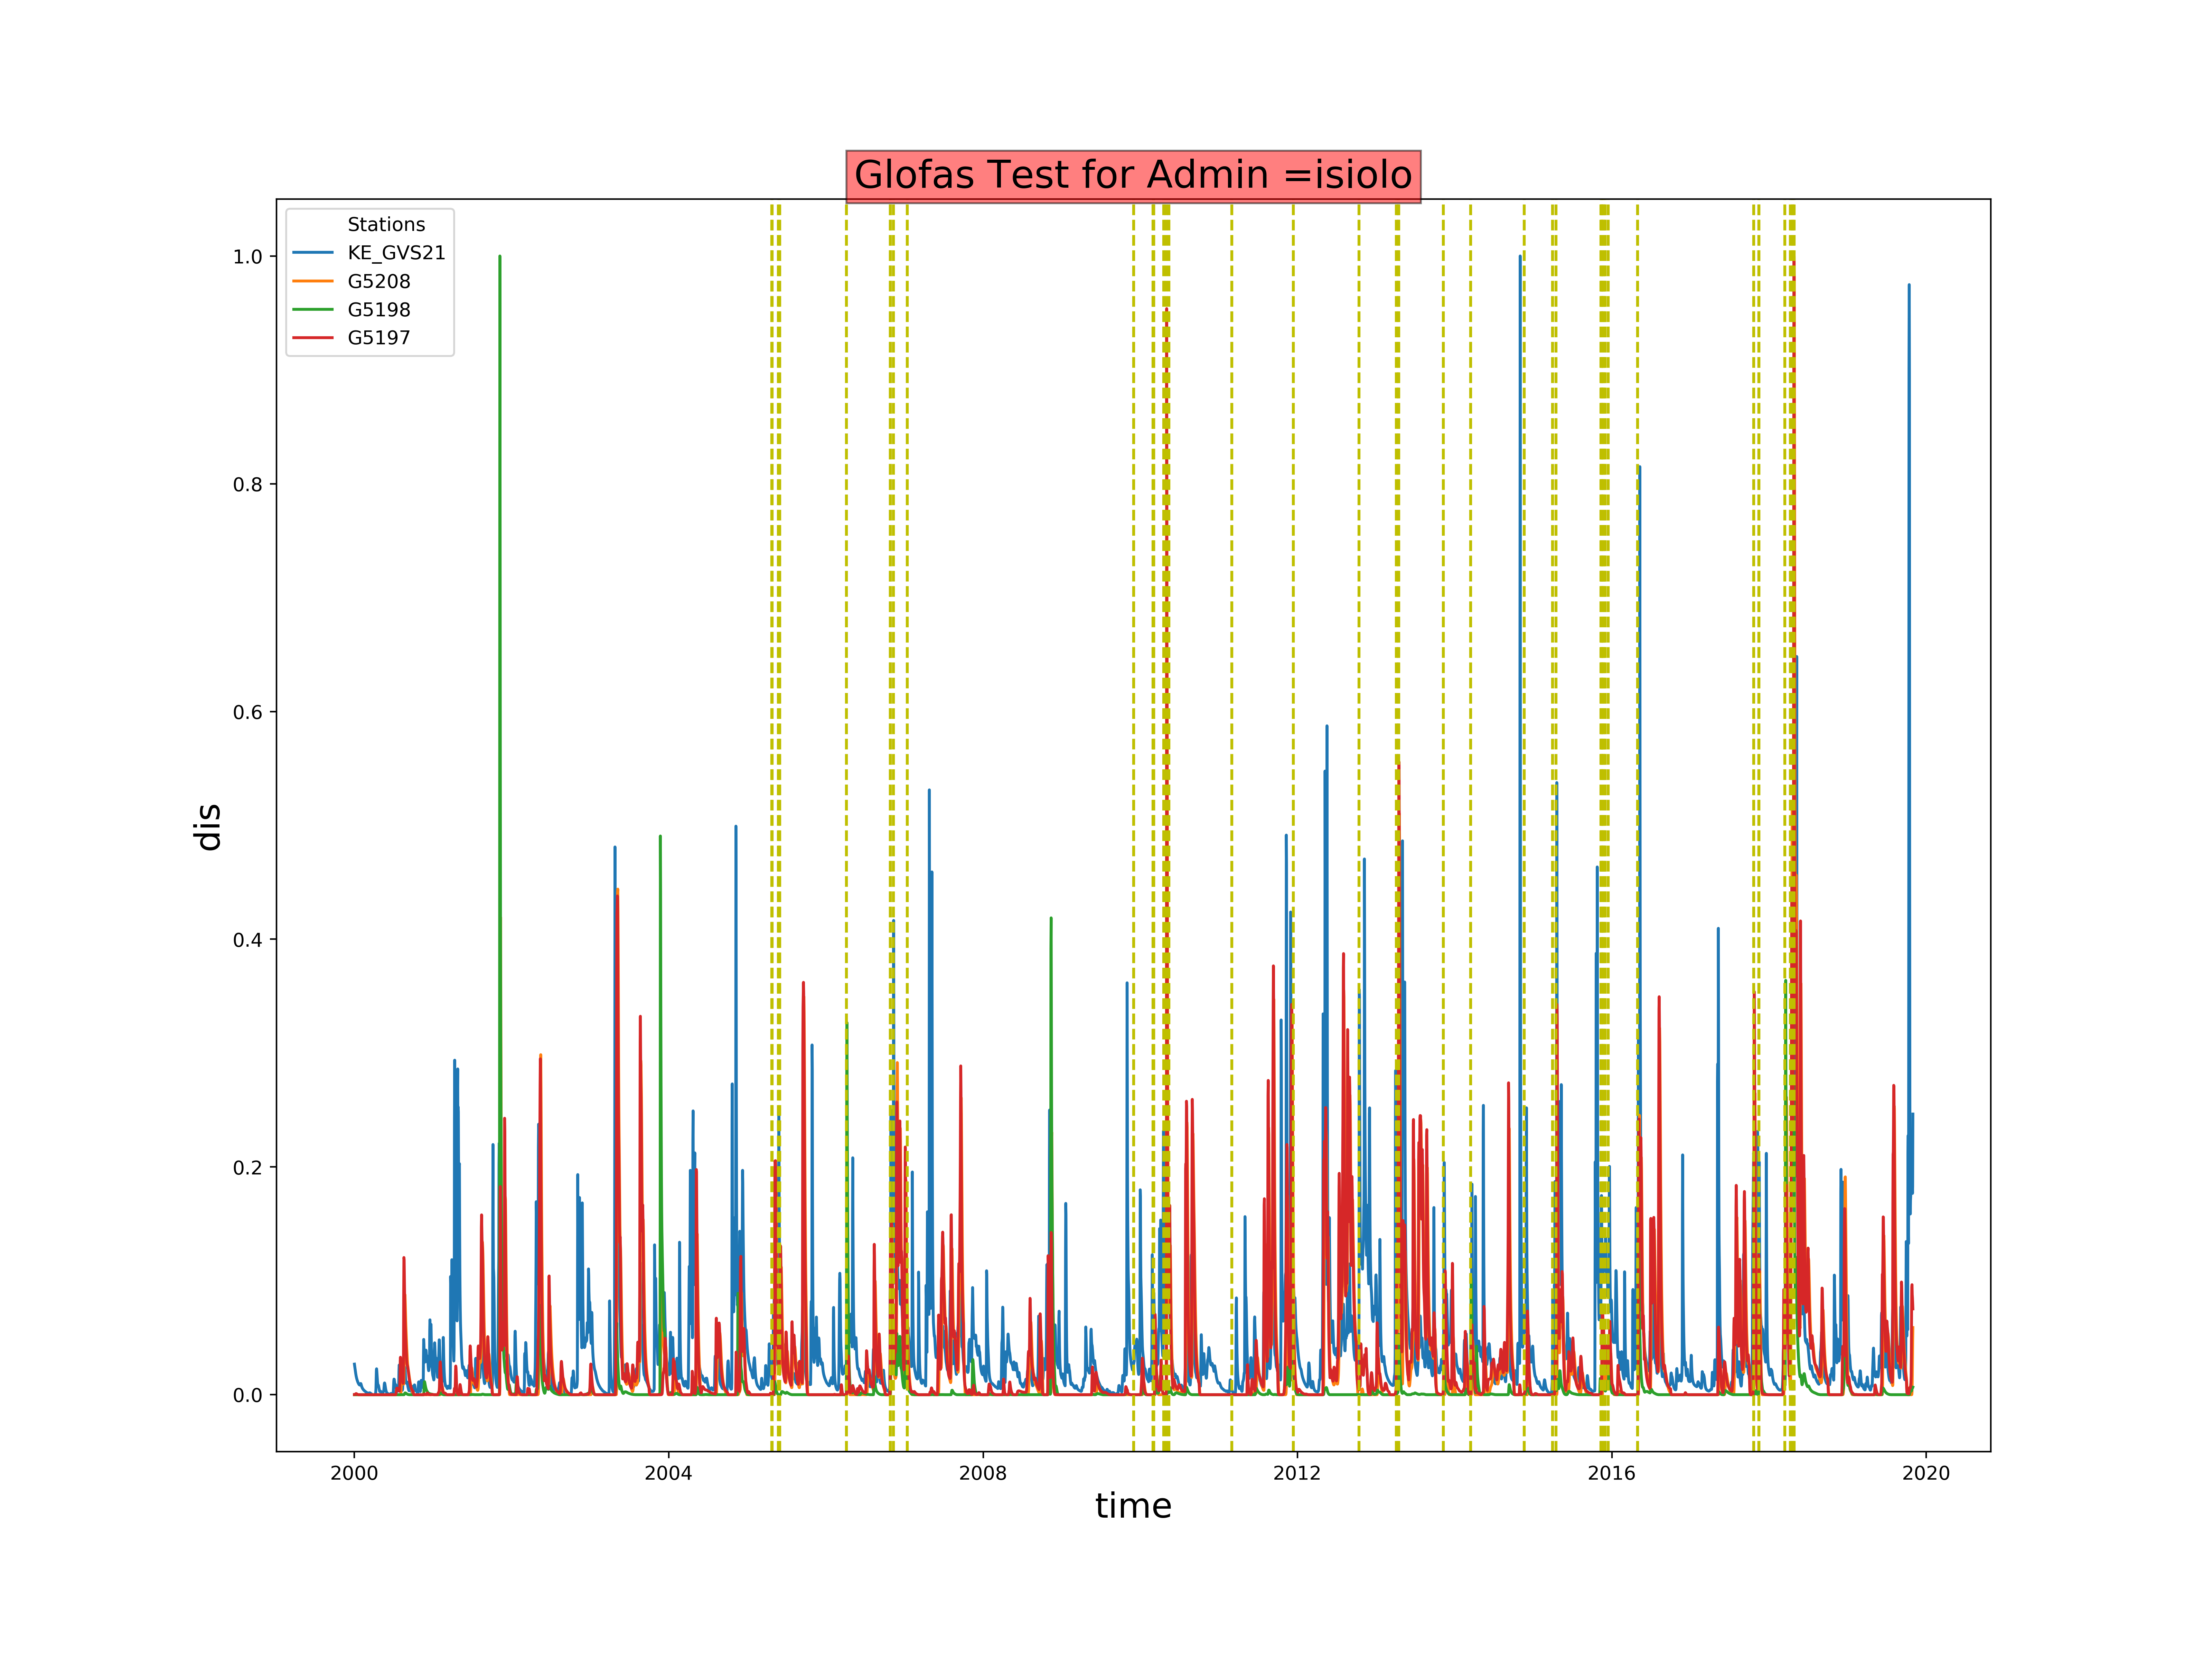 Glofas Test for Admin =isiolo
Stations
KE_GVS21
G5208
G5198
G5197
1.0
0.8
0.6
0.4
0.2
0.0
dis
2000 2004 2008 2012 2016 2020
time